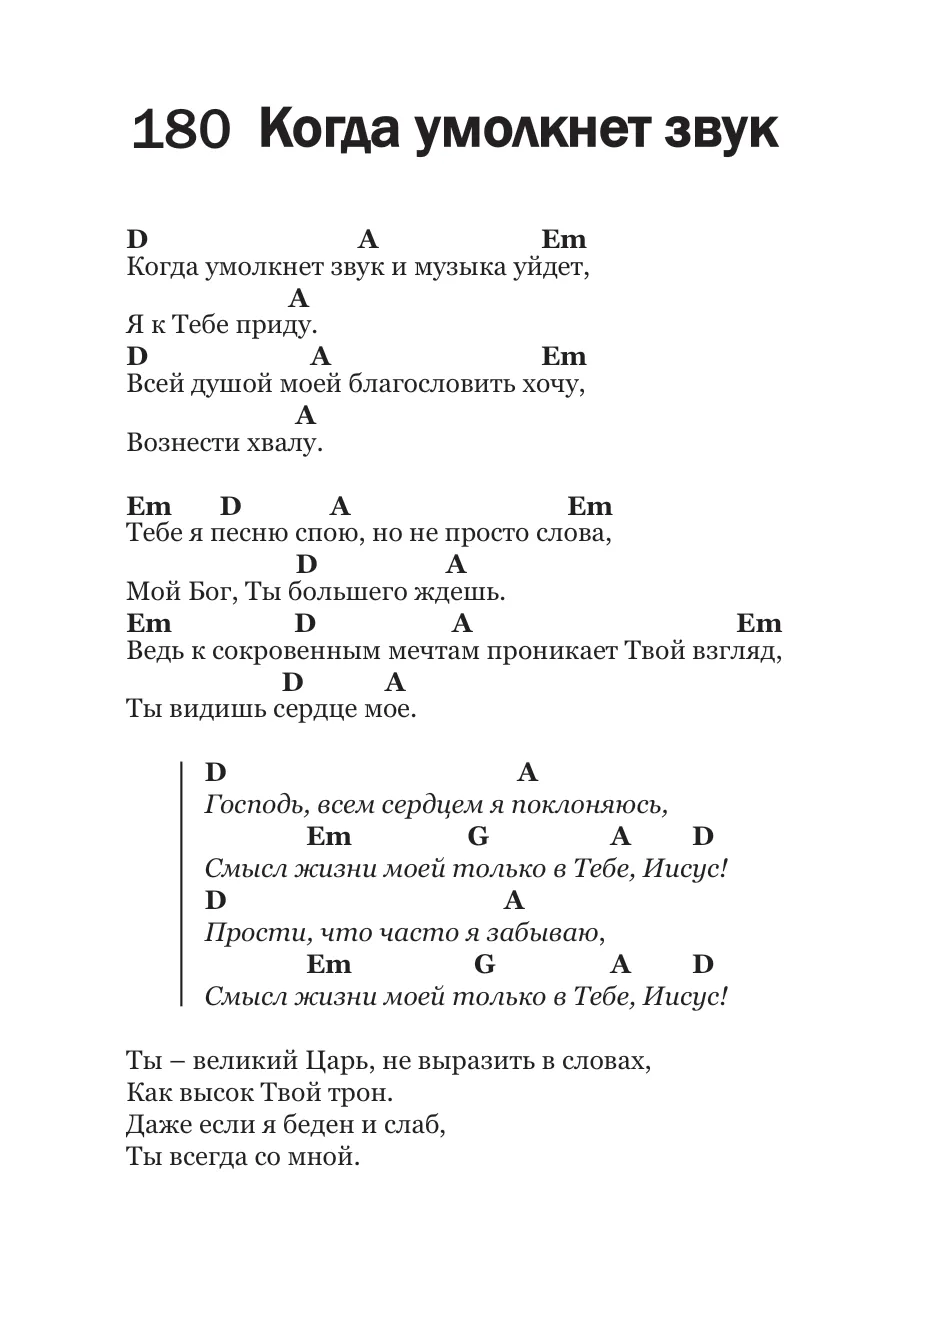 180 Когда умолкнет звук
D A Em
Когда умолкнет звук и музыка уйдет,
A
Я к Тебе приду.
D A Em
Всей душой моей благословить хочу,
A
Вознести хвалу.
Em D A Em
Тебе я песню спою, но не просто слова,
D A
Мой Бог, Ты большего ждешь.
Em D A Em
Ведь к сокровенным мечтам проникает Твой взгляд,
D A
Ты видишь сердце мое.
D A
Господь, всем сердцем я поклоняюсь,
Em G A D
Смысл жизни моей только в Тебе, Иисус!
D A
Прости, что часто я забываю,
Em G A D
Смысл жизни моей только в Тебе, Иисус!
Ты – великий Царь, не выразить в словах,
Как высок Твой трон.
Даже если я беден и слаб,
Ты всегда со мной.